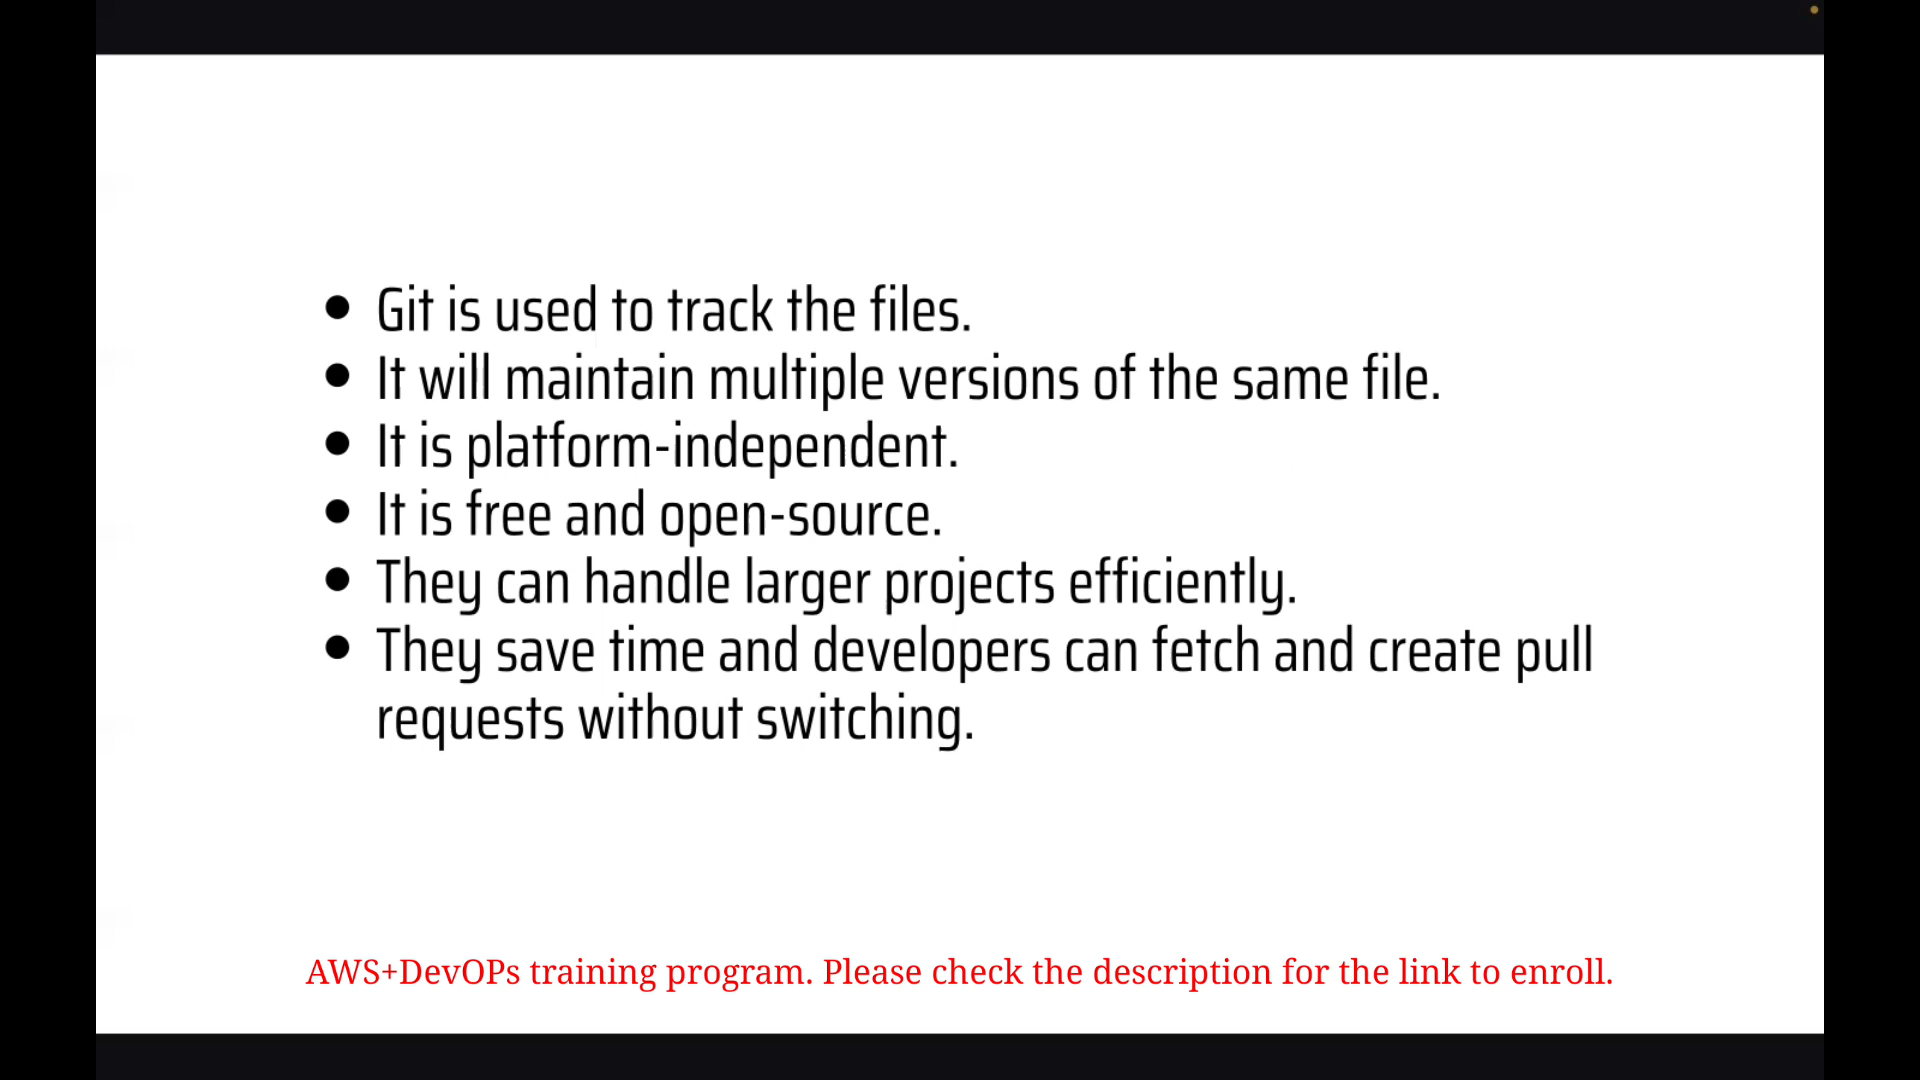 • Git is used to track the files.
• It will maintain multiple versions of the same file.
• It is platform-independent.
• It is free and open-source.
• They can handle larger projects efficiently.
• They save time and developers can fetch and create pull
requests without switching.
AWS+DevOPs training program. Please check the description for the link to enroll.